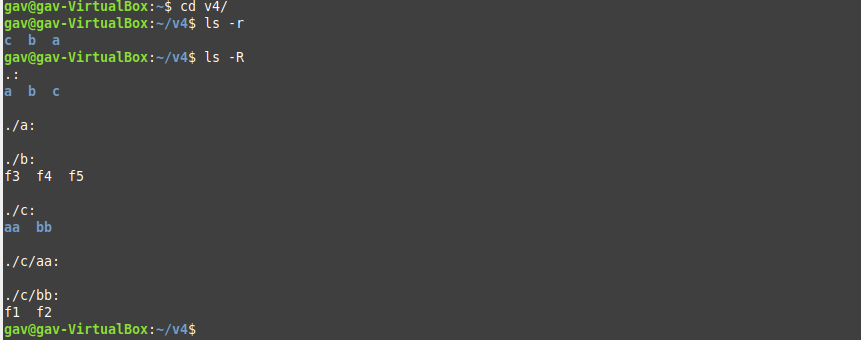 gav@gav-VirtualBox:~$ cd v4/
gav@gav-VirtualBox:~/v4$ ls -r
c  b  a
gav@gav-VirtualBox:~/v4$ ls -R
.:
a  b  c

./a:

./b:
f3  f4  f5

./c:
aa  bb

./c/aa:

./c/bb:
f1  f2
gav@gav-VirtualBox:~/v4$